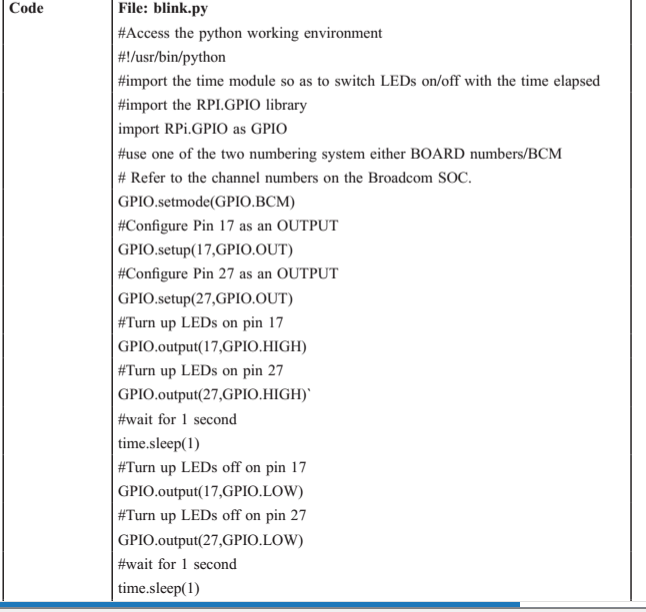 Code
File: blink.py
#Access the python working environment
#!/usr/bin/python
#import the time module so as to switch LEDs on/off with the time elapsed
#import the RPI.GPIO library
import RPi.GPIO as GPIO
#use one of the two numbering system either BOARD numbers/BCM
# Refer to the channel numbers on the Broadcom SOC.
GPIO.setmode(GPIO.BCM)
#Configure Pin 17 as an OUTPUT
GPIO.setup(17,GPIO.OUT)
#Configure Pin 27 as an OUTPUT
GPIO.setup(27,GPIO.OUT)
#Turn up LEDs on pin 17
GPIO.output(17,GPIO.HIGH)
#Turn up LEDs on pin 27
GPIO.output(27,GPIO.HIGH)`
#wait for 1 second
time.sleep(1)
#Turn up LEDs off on pin 17
GPIO.output(17,GPIO.LOW)
#Turn up LEDs off on pin 27
GPIO.output(27,GPIO.LOW)
#wait for 1 second
time.sleep(1)